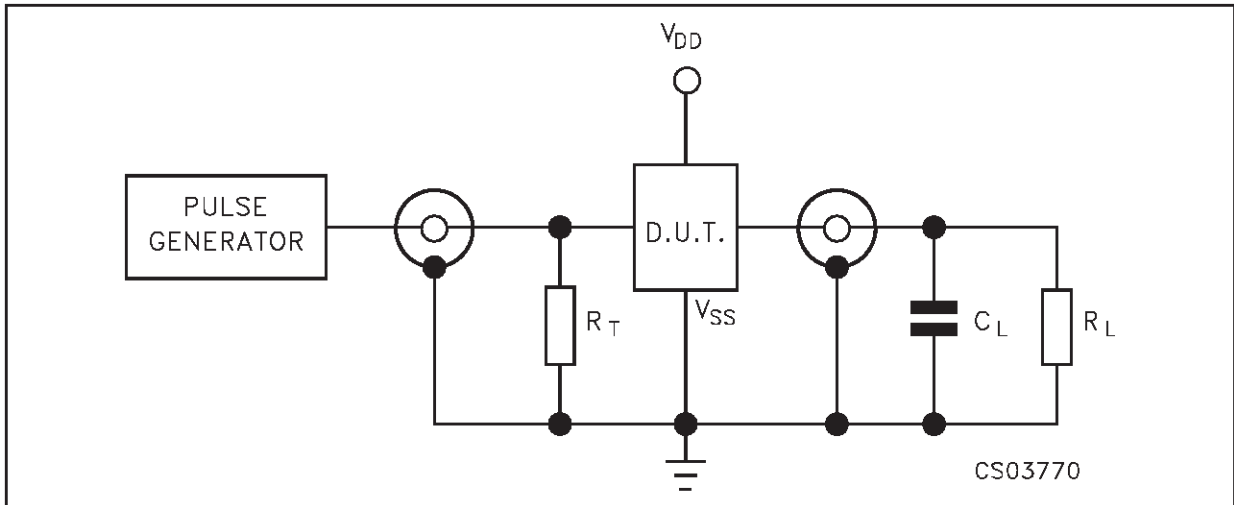 VDD
PULSE
GENERATOR
D.U.T.
VSS
RT
CL
RL
CS03770